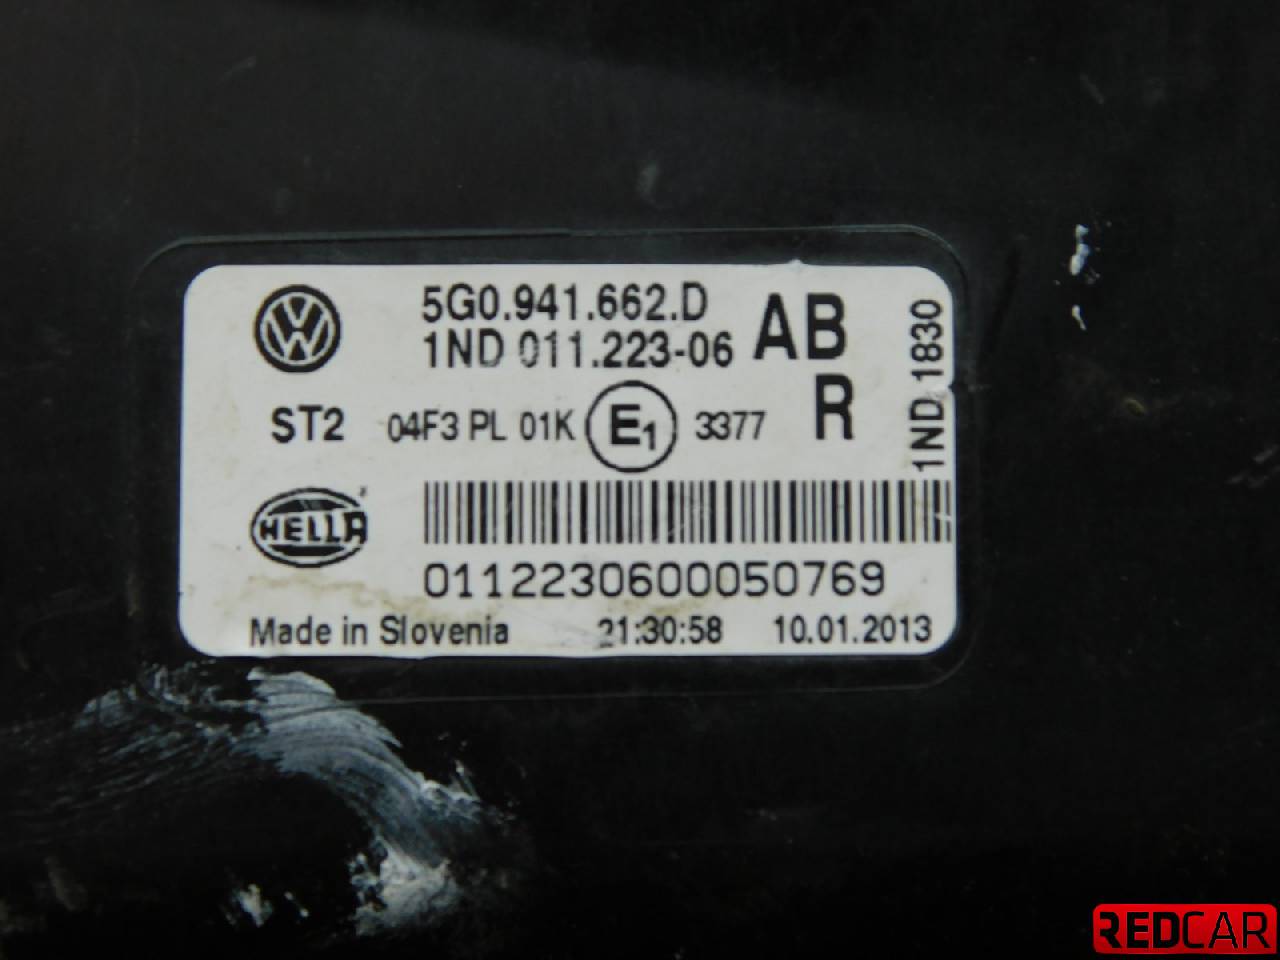 5G0.941.662.D AB
1ND 011.223-06
R
1ND 1830
ST2 04F3 PL 01K E1 3377
HELLA
0112230600050769
Made in Slovenia 21:30:58 10.01.2013
REDCAR